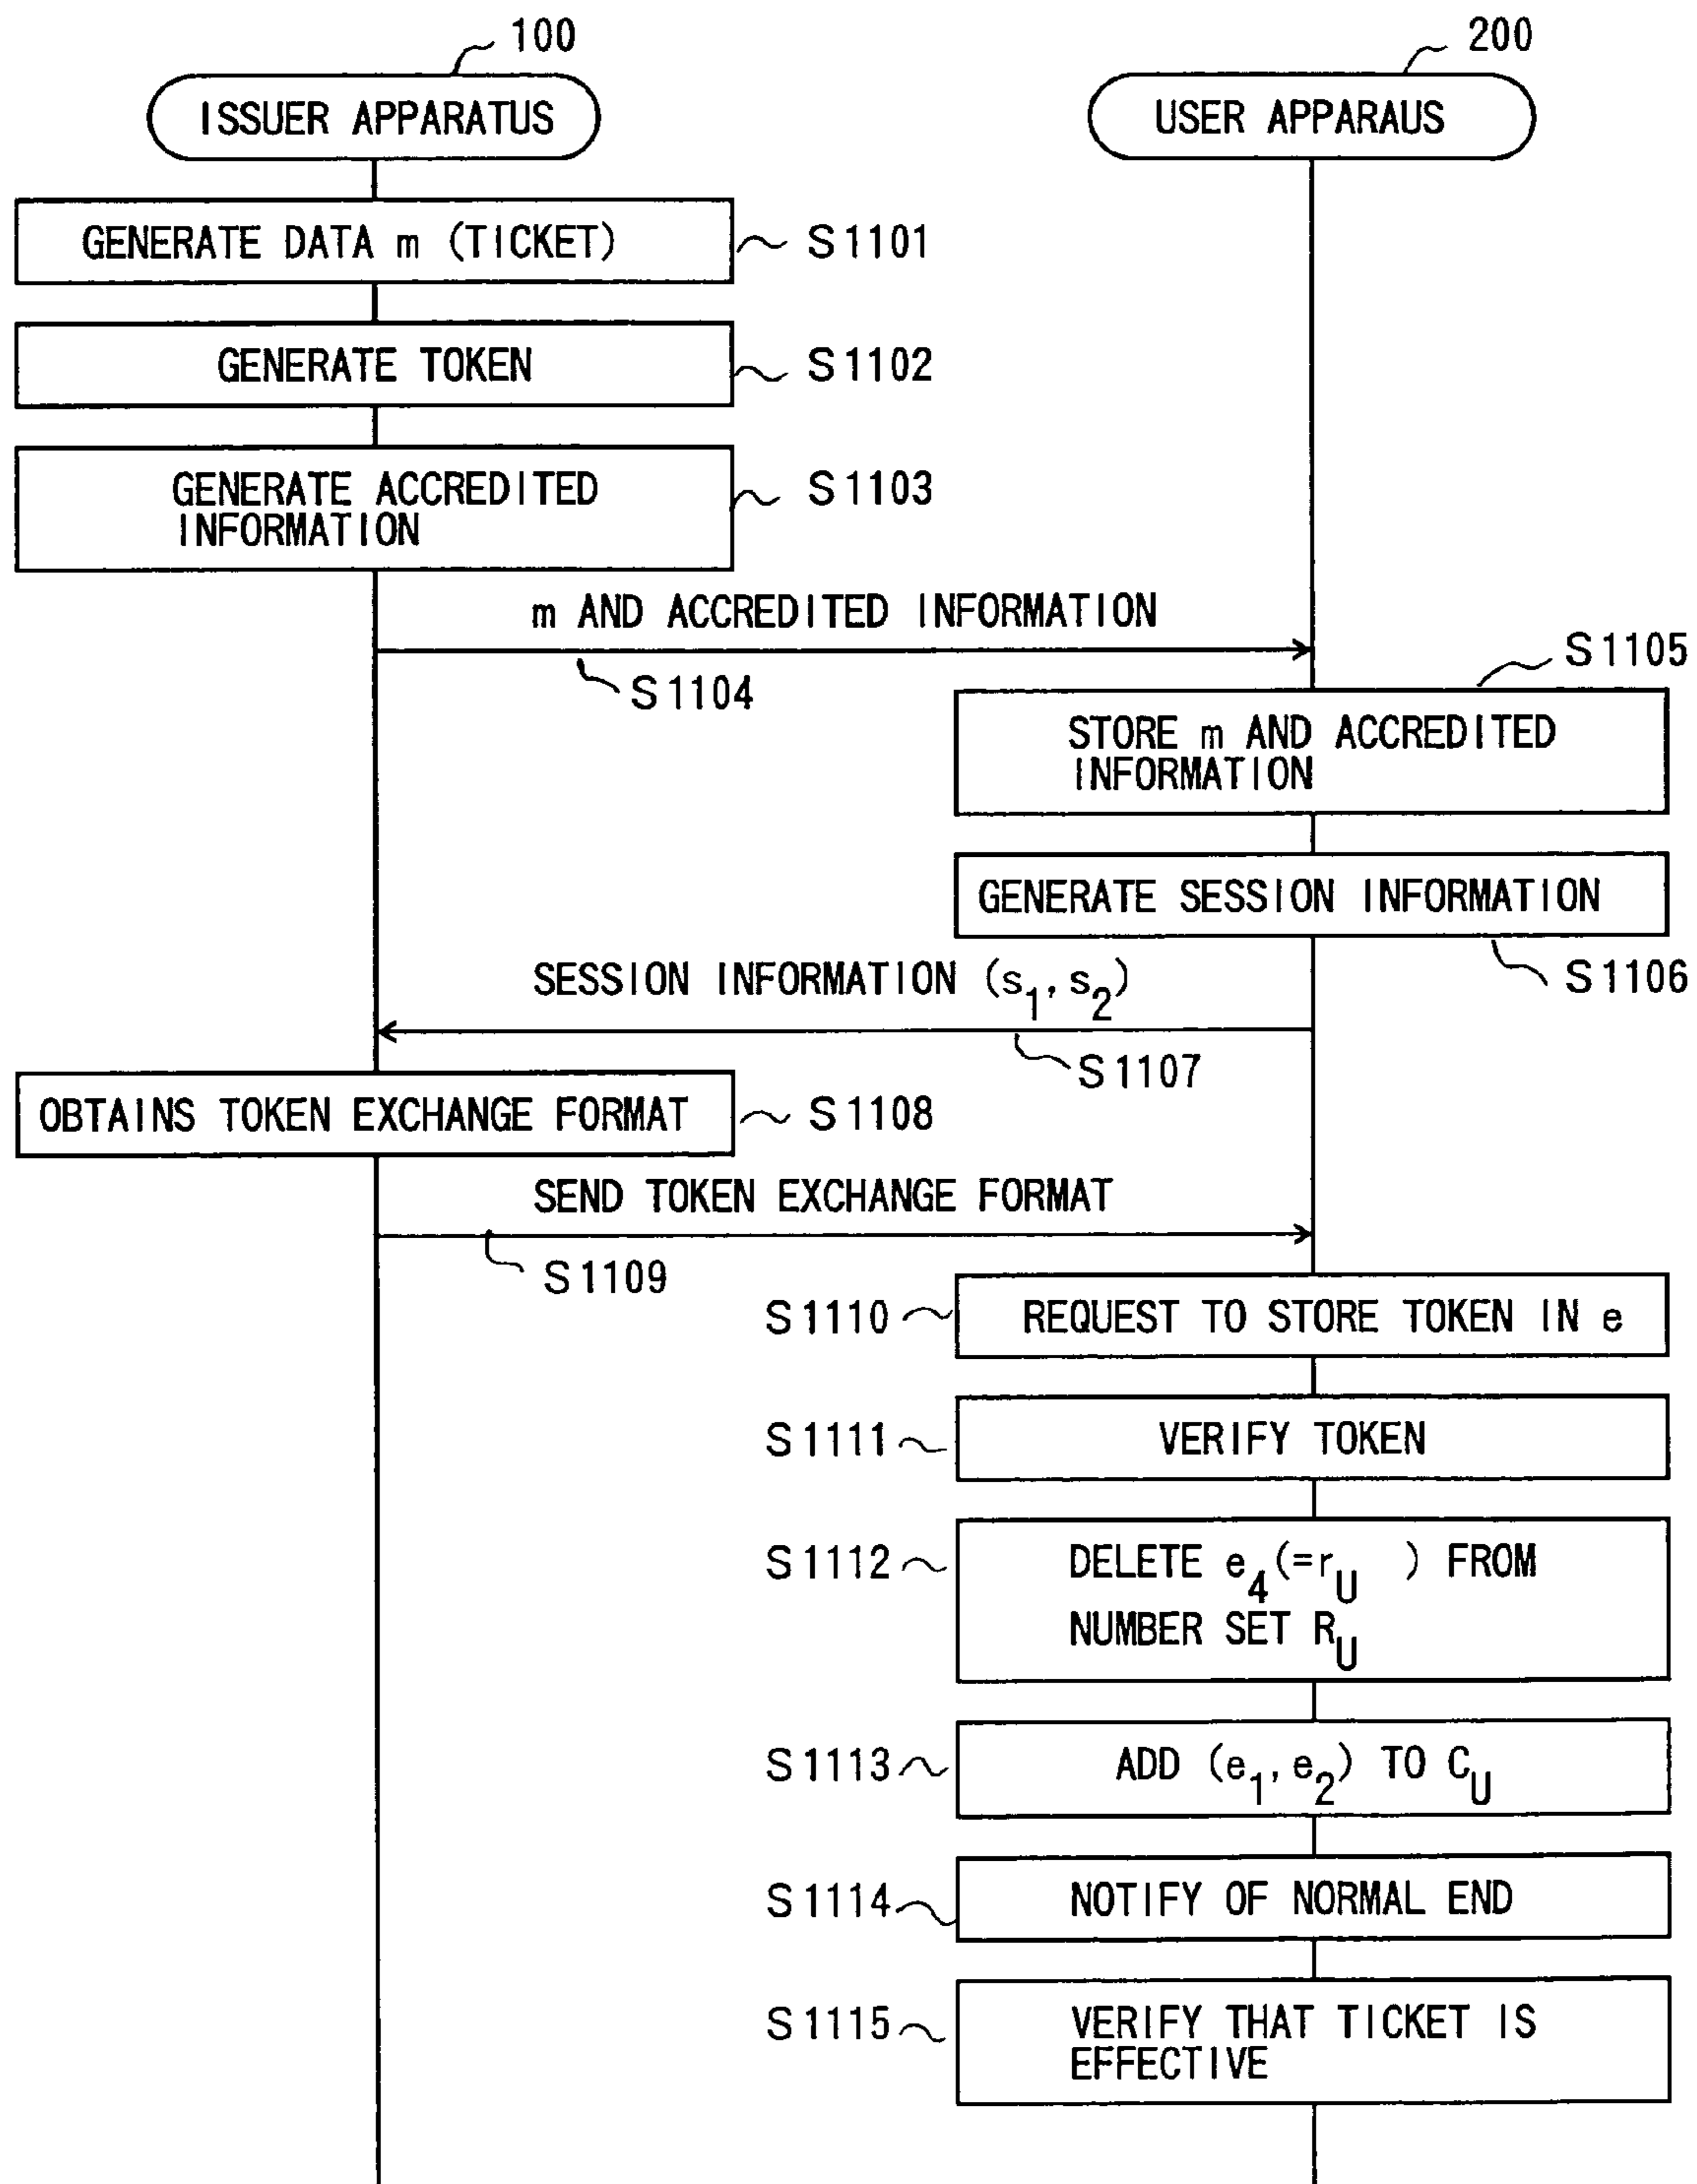 100
200
ISSUER APPARATUS
USER APPARAUS
GENERATE DATA m (TICKET)
S1101
GENERATE TOKEN
S1102
GENERATE ACCREDITED
INFORMATION
S1103
m AND ACCREDITED INFORMATION
S1104
S1105
STORE m AND ACCREDITED
INFORMATION
GENERATE SESSION INFORMATION
S1106
SESSION INFORMATION (s1, s2)
S1107
OBTAINS TOKEN EXCHANGE FORMAT
S1108
SEND TOKEN EXCHANGE FORMAT
S1109
S1110
REQUEST TO STORE TOKEN IN e
S1111
VERIFY TOKEN
S1112
DELETE e4(=rU ) FROM
NUMBER SET RU
S1113
ADD (e1, e2) TO CU
S1114
NOTIFY OF NORMAL END
S1115
VERIFY THAT TICKET IS
EFFECTIVE